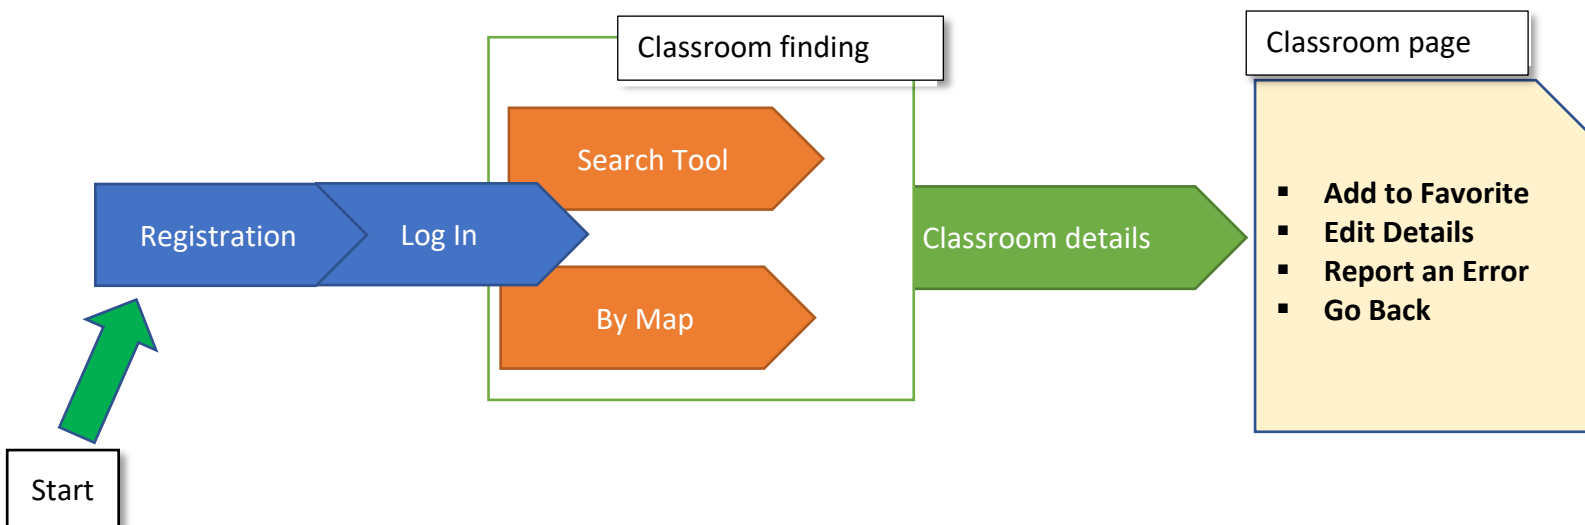 Classroom finding
Classroom page
Search Tool
Registration
Log In
By Map
Classroom details
▪ Add to Favorite
▪ Edit Details
▪ Report an Error
▪ Go Back
Start